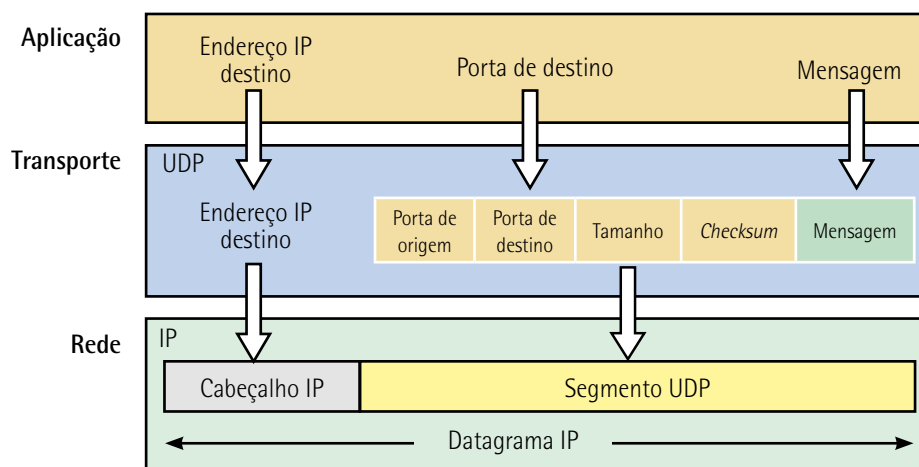 Aplicação
Endereço IP
destino
Porta de destino
Mensagem
Transporte
UDP
Endereço IP
destino
Porta de
origem
Porta de
destino
Tamanho
Checksum
Mensagem
Rede
IP
Cabeçalho IP
Segmento UDP
Datagrama IP